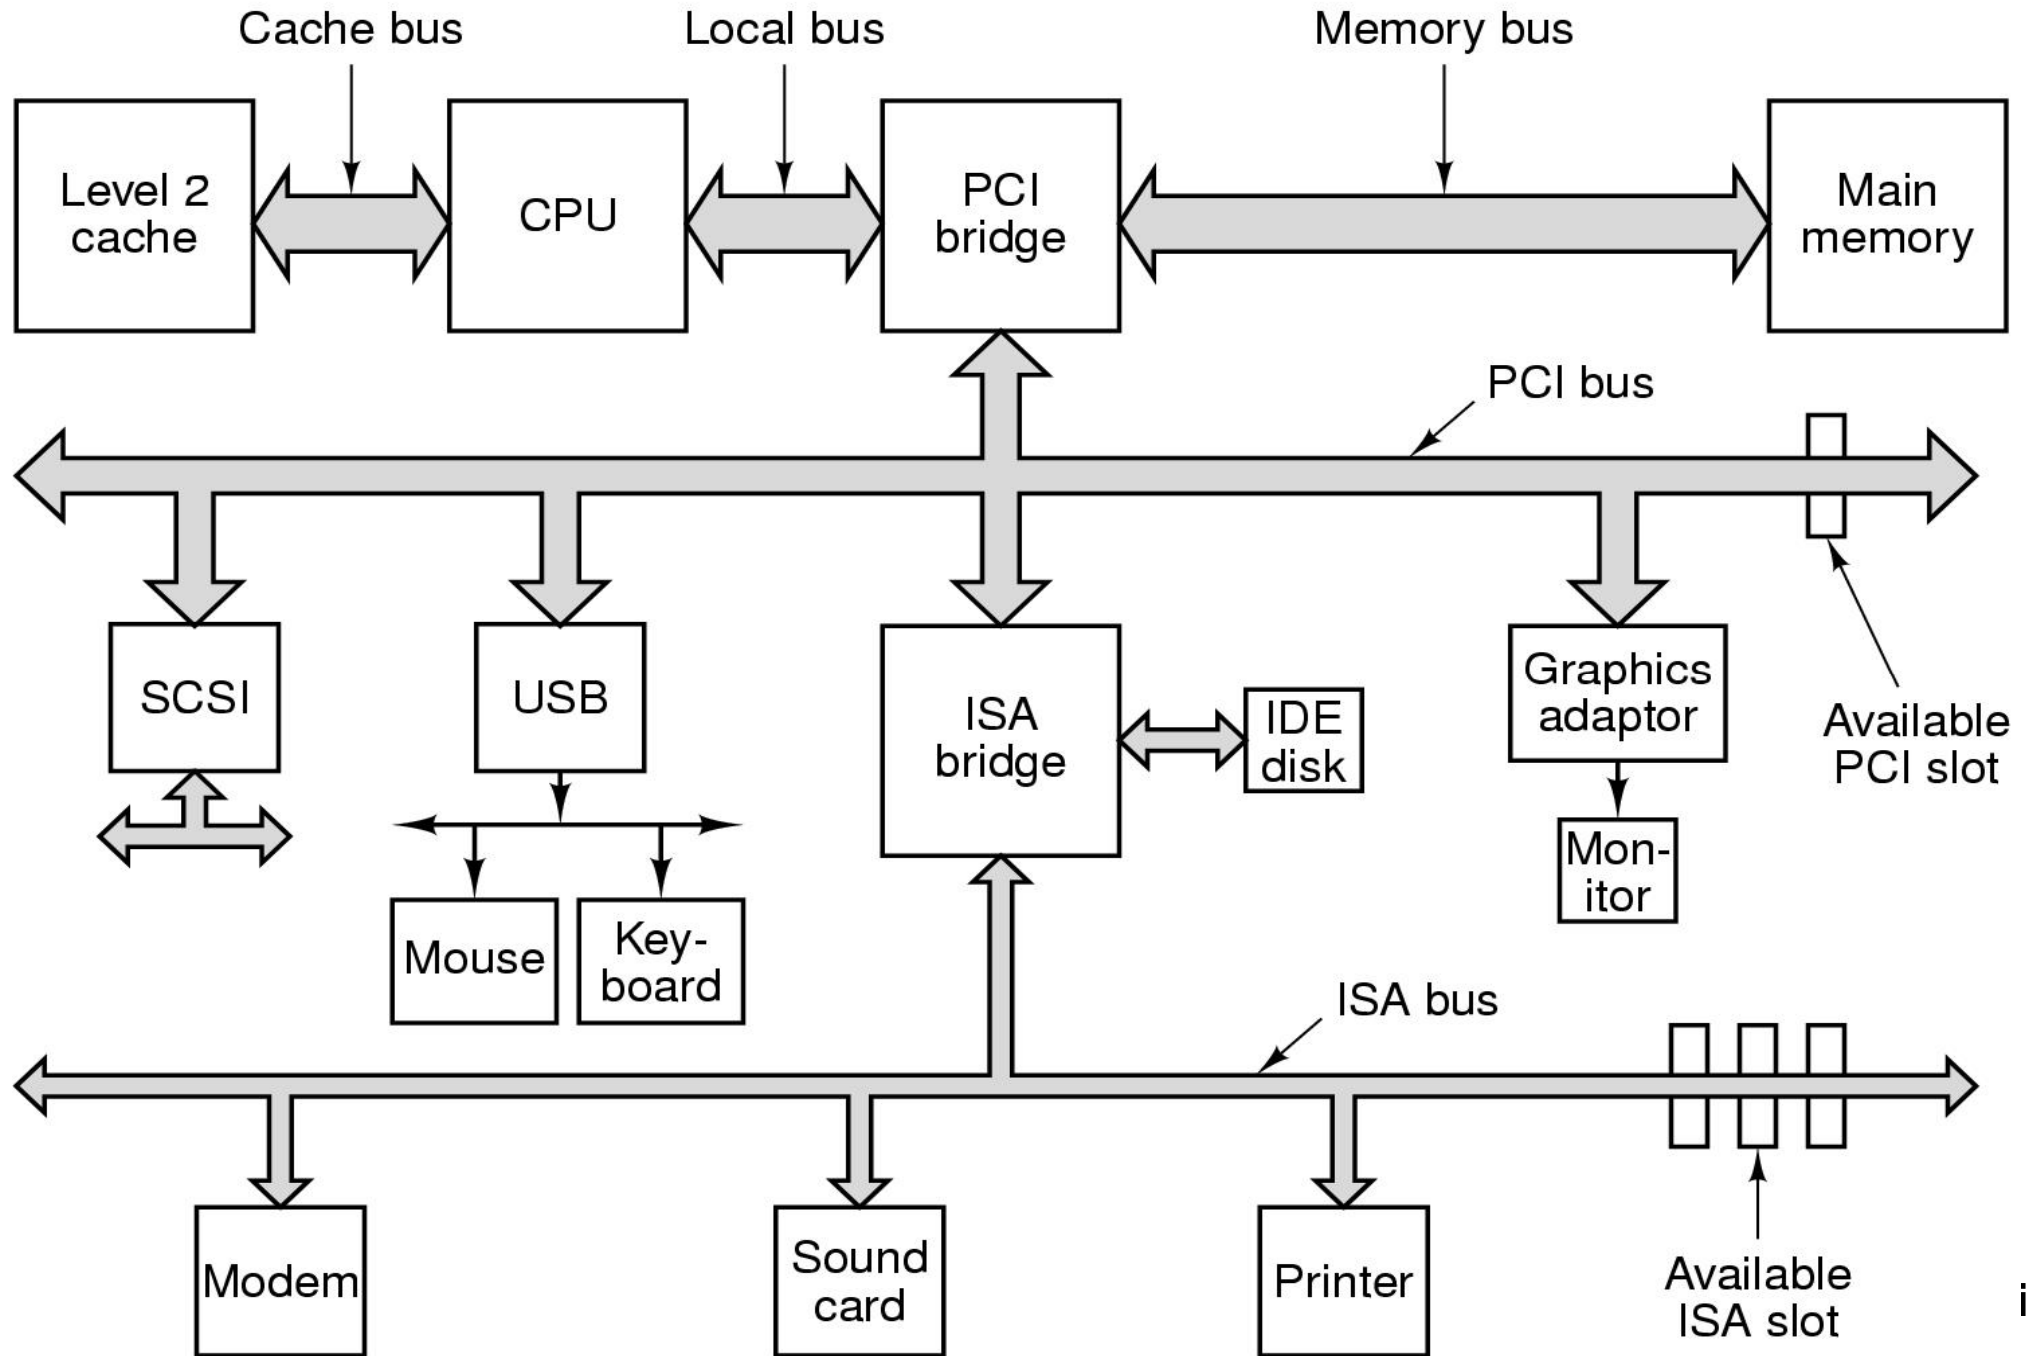 Cache bus
Local bus
Memory bus
Level 2
cache
CPU
PCI
bridge
Main
memory
PCI bus
SCSI
USB
ISA
bridge
IDE
disk
Graphics
adaptor
Available
PCI slot
Mon-
itor
Mouse
Key-
board
ISA bus
Modem
Sound
card
Printer
Available
ISA slot
i